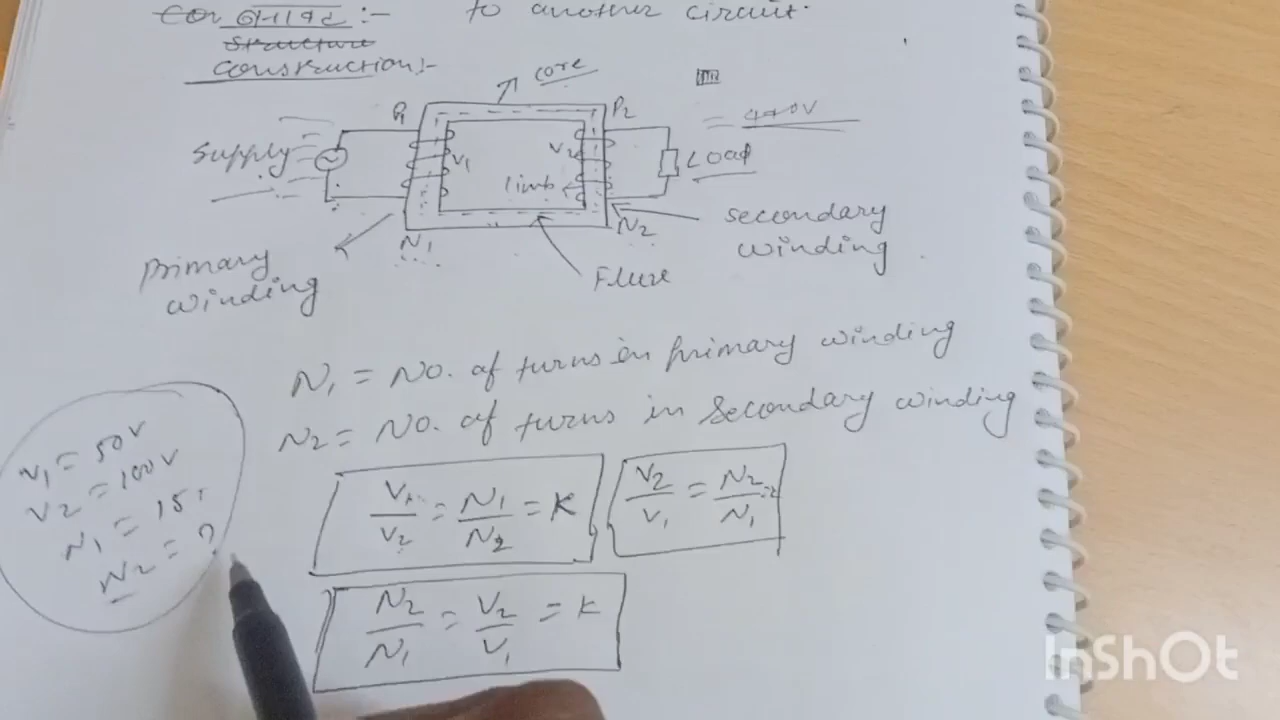 to another circuit.
Structure
Construction:-
core
P1
P2
= 440V
Supply
V1
V2
Load
limb
N1
N2
Secondary
winding
Primary
winding
Flux
N1 = No. of turns in primary winding
N2 = No. of turns in secondary winding
V1 = 50V
V2 = 100V
N1 = 15T
N2 = ?
V1/V2 = N1/N2 = K
V2/V1 = N2/N1
N2/N1 = V2/V1 = K
InShOt